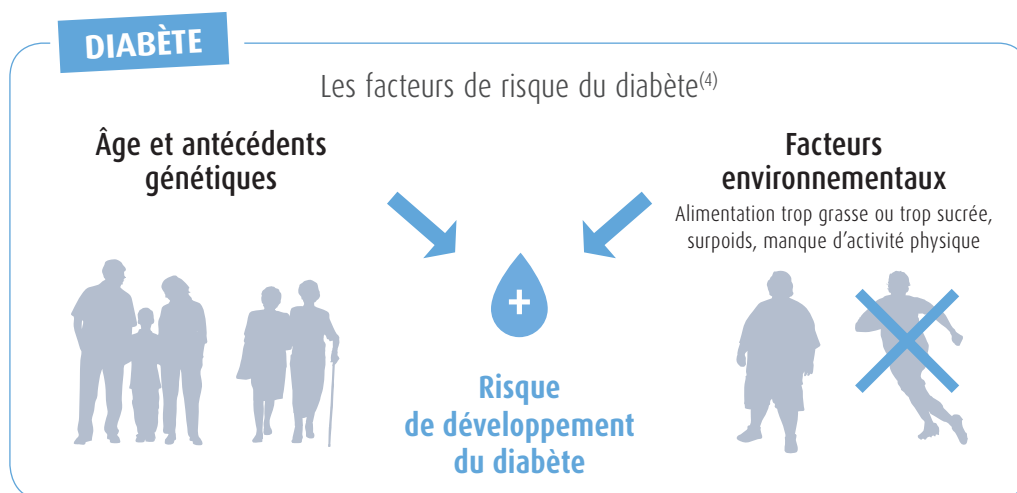 DIABÈTE
Les facteurs de risque du diabète(4)
Âge et antécédents
génétiques
Facteurs
environnementaux
Alimentation trop grasse ou trop sucrée,
surpoids, manque d’activité physique
+
Risque
de développement
du diabète